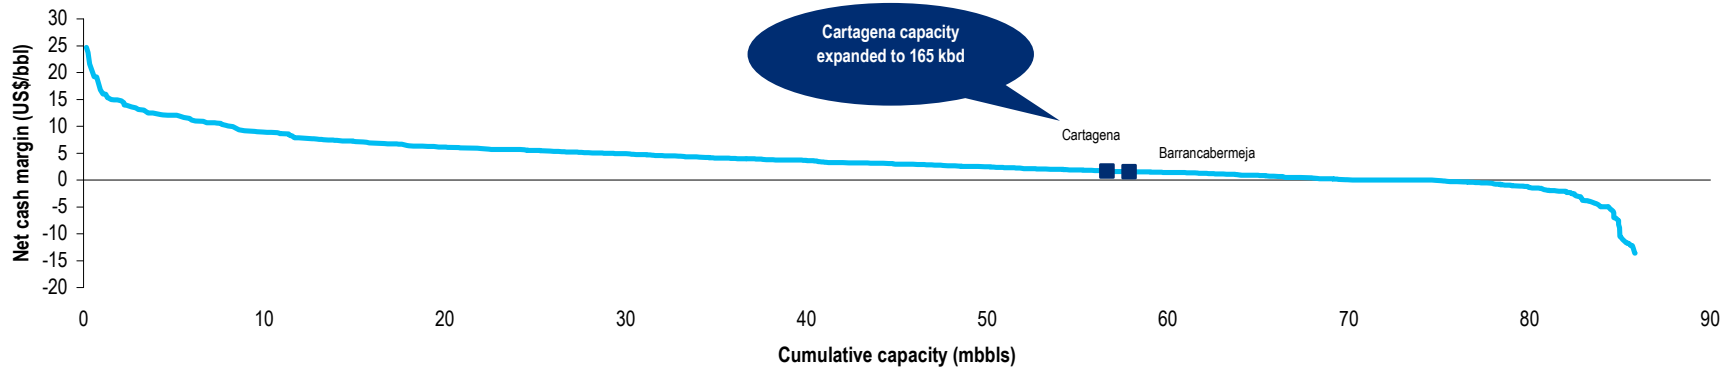 Cartagena capacity
expanded to 165 kbd
Net cash margin (US$/bbl)
30
25
20
15
10
5
0
-5
-10
-15
-20
Cartagena
Barrancabermeja
0 10 20 30 40 50 60 70 80 90
Cumulative capacity (mbbls)